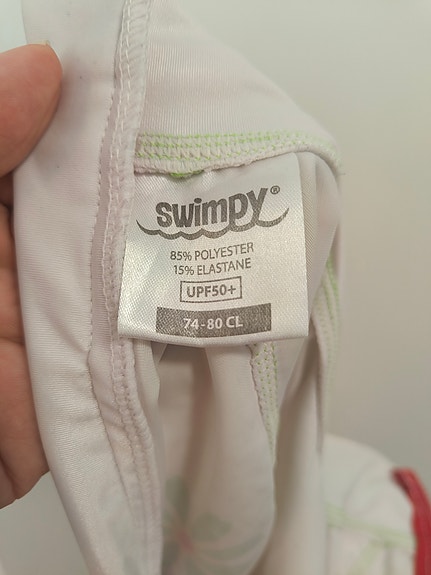 swimpy®
85% POLYESTER
15% ELASTANE
UPF50+
74-80 CL